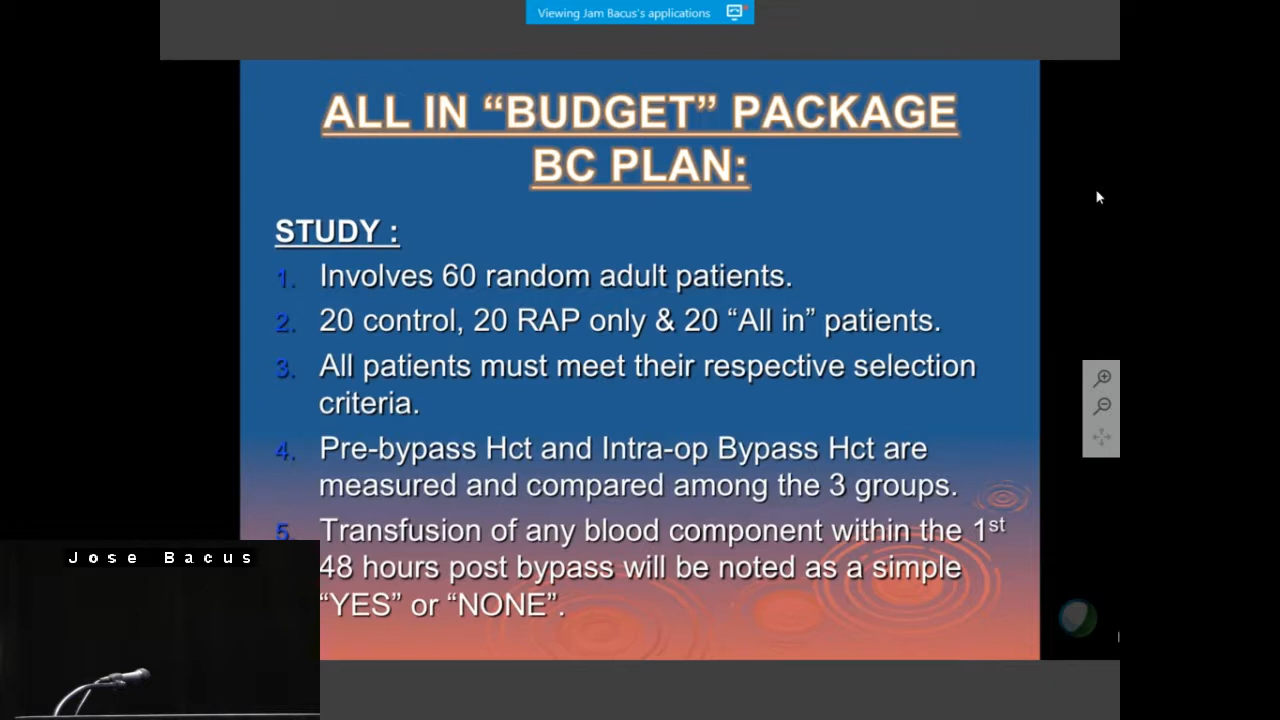 Viewing Jam Bacus's applications
ALL IN “BUDGET” PACKAGE
BC PLAN:
STUDY :
1. Involves 60 random adult patients.
2. 20 control, 20 RAP only & 20 “All in” patients.
3. All patients must meet their respective selection
criteria.
4. Pre-bypass Hct and Intra-op Bypass Hct are
measured and compared among the 3 groups.
5. Transfusion of any blood component within the 1st
48 hours post bypass will be noted as a simple
“YES” or “NONE”.
Jose Bacus